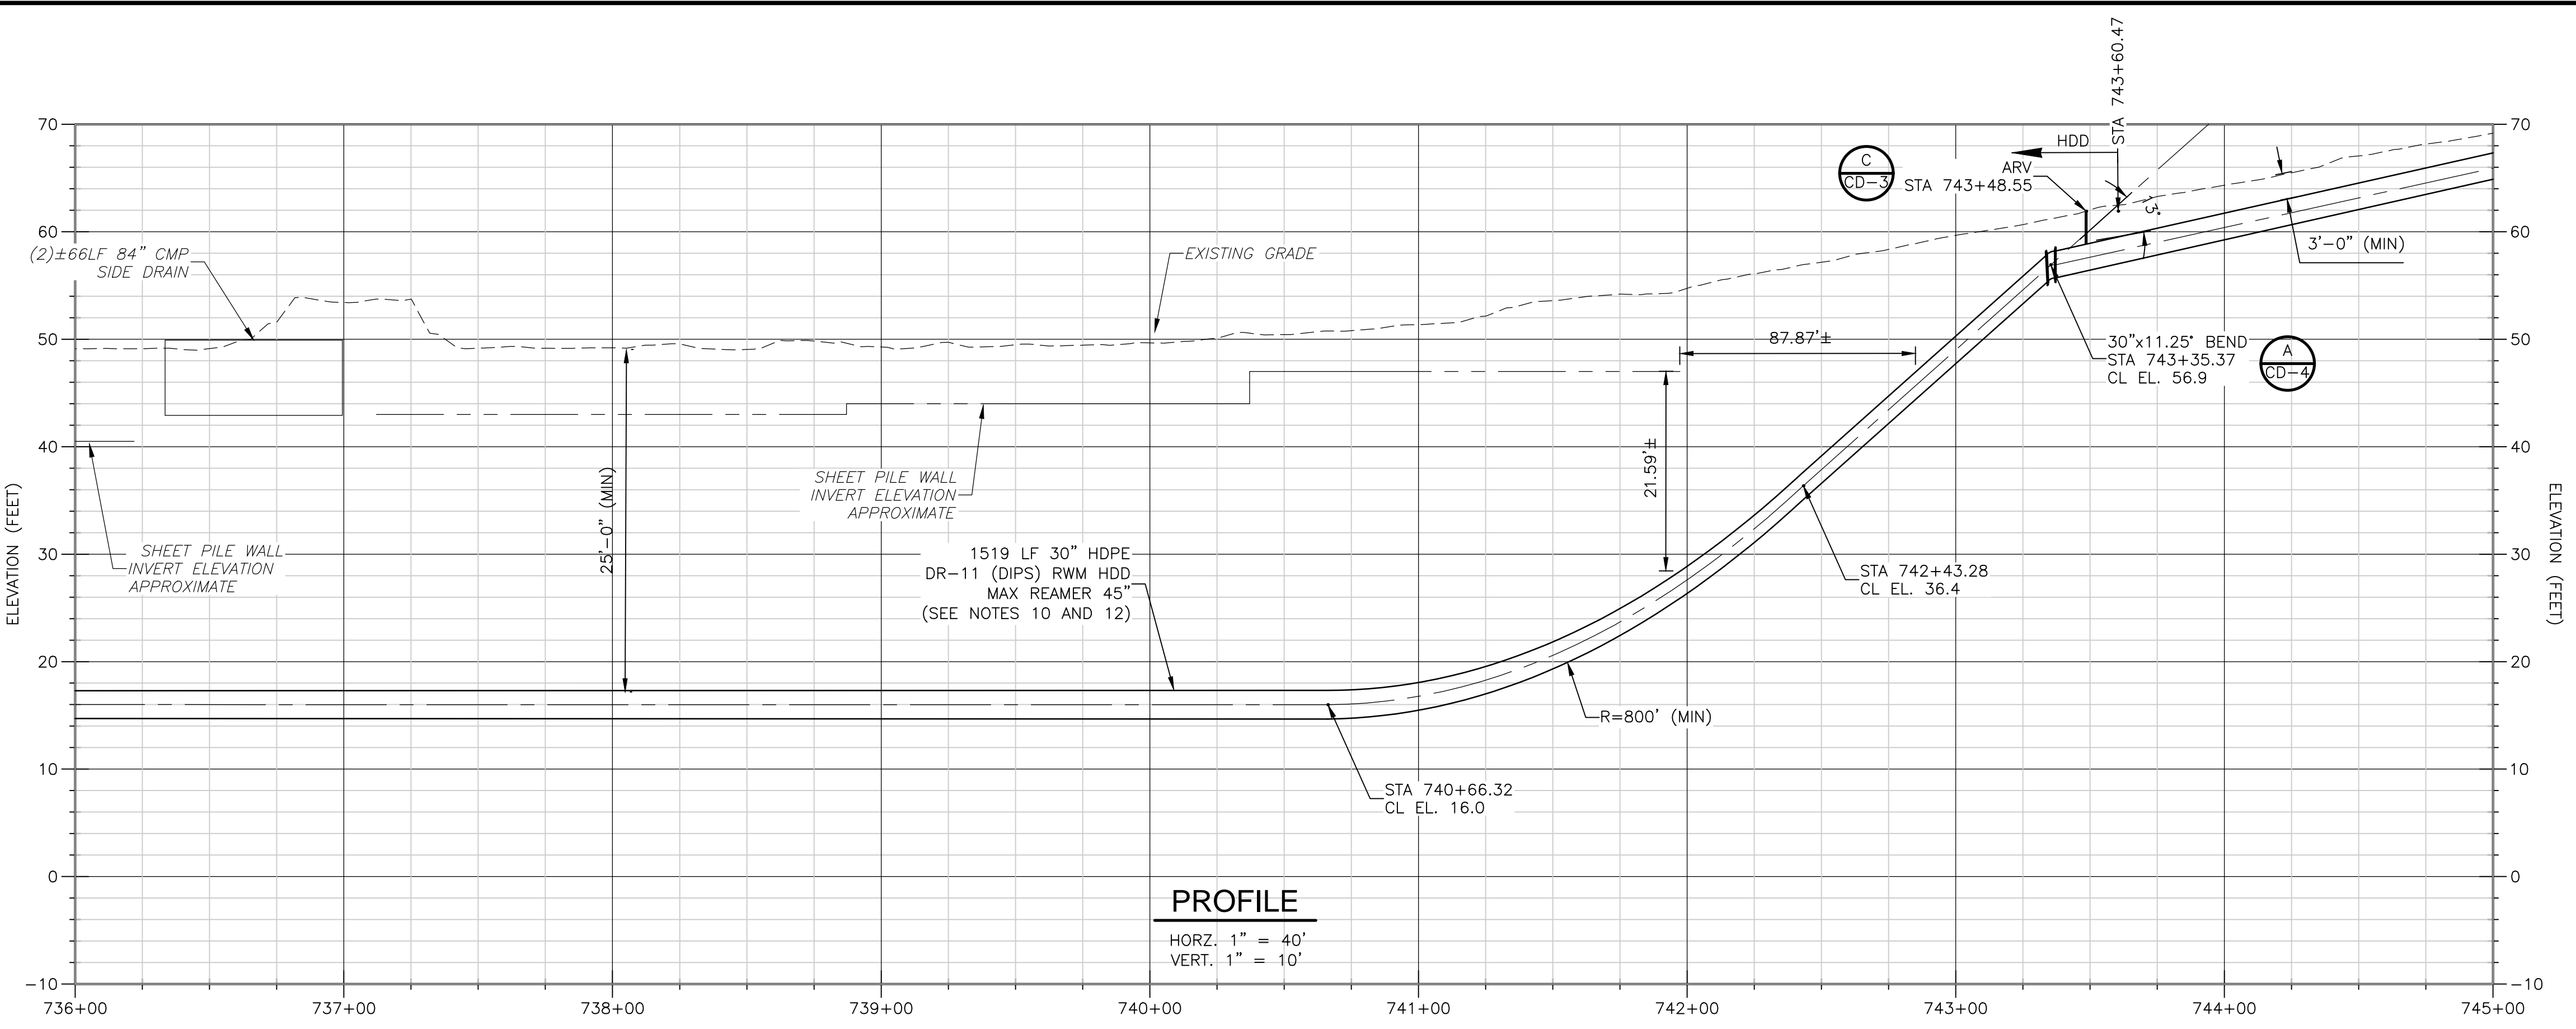 STA 743+60.47
HDD
ARV
STA 743+48.55
C
CD-3
13°
3'-0" (MIN)
(2)±66LF 84" CMP
SIDE DRAIN
EXISTING GRADE
87.87'±
21.59'±
30"x11.25° BEND
STA 743+35.37
CL EL. 56.9
A
CD-4
SHEET PILE WALL
INVERT ELEVATION
APPROXIMATE
SHEET PILE WALL
INVERT ELEVATION
APPROXIMATE
25'-0" (MIN)
1519 LF 30" HDPE
DR-11 (DIPS) RWM HDD
MAX REAMER 45"
(SEE NOTES 10 AND 12)
STA 742+43.28
CL EL. 36.4
R=800' (MIN)
STA 740+66.32
CL EL. 16.0
ELEVATION (FEET)
70
60
50
40
30
20
10
0
-10
ELEVATION (FEET)
70
60
50
40
30
20
10
0
-10
PROFILE
HORZ. 1" = 40'
VERT. 1" = 10'
736+00
737+00
738+00
739+00
740+00
741+00
742+00
743+00
744+00
745+00